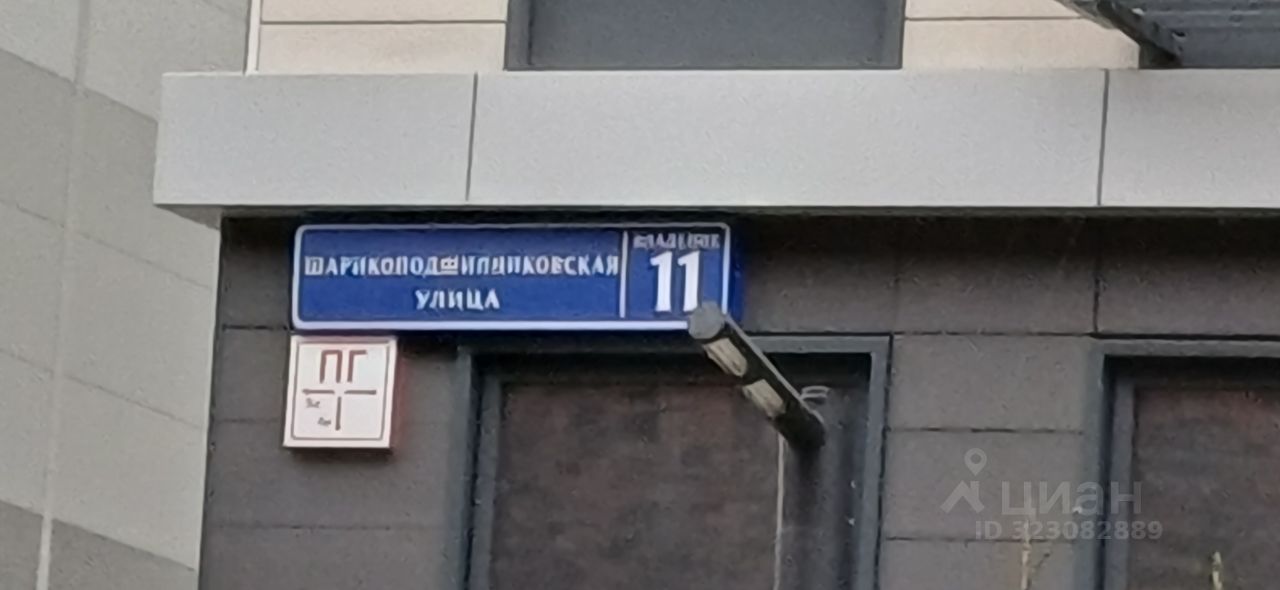 ШАРИКОПОДШИПНИКОВСКАЯ
УЛИЦА
ВЛАДЕНИЕ
11
ПГ
циан
ID 323082889